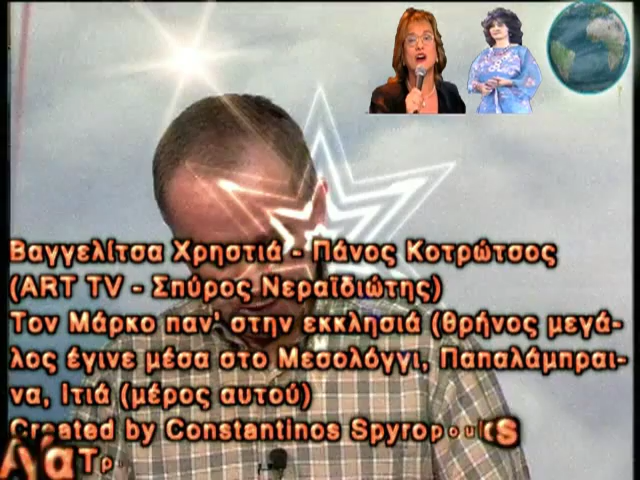 Βαγγελίτσα Χρηστιά - Πάνος Κοτρώτσος
(ART TV - Σπύρος Νεραϊδιώτης)
Τον Μάρκο παν' στην εκκλησιά (θρήνος μεγά-
λος έγινε μέσα στο Μεσολόγγι, Παπαλάμπραι-
να, Ιτιά (μέρος αυτού)
Created by Constantinos